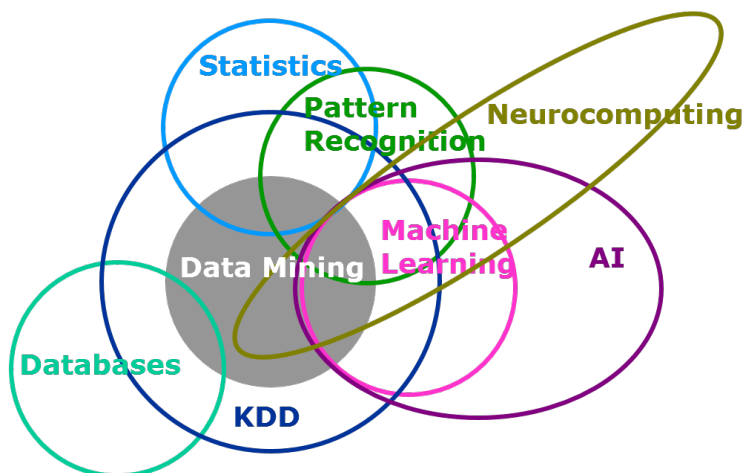 Statistics
Pattern
Recognition
Neurocomputing
Machine
Learning
AI
Data Mining
Databases
KDD